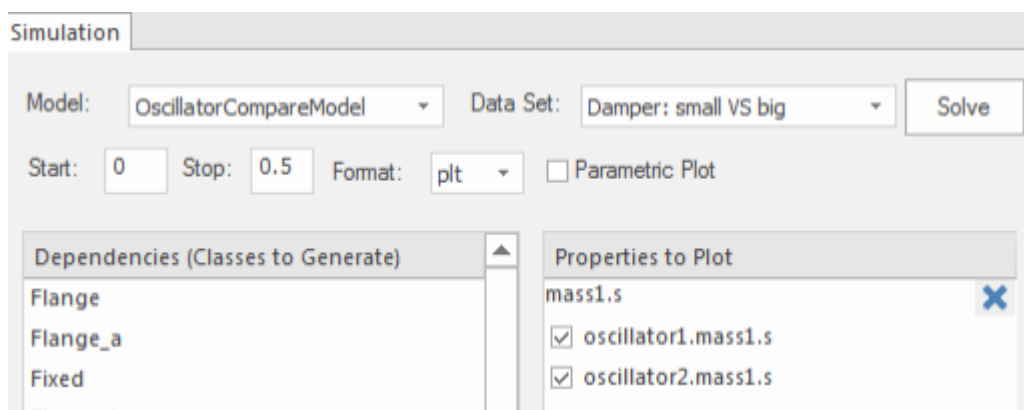 Simulation
Model: OscillatorCompareModel Data Set: Damper: small VS big Solve
Start: 0 Stop: 0.5 Format: plt Parametric Plot
Dependencies (Classes to Generate) Properties to Plot
Flange mass1.s
Flange_a oscillator1.mass1.s
Fixed oscillator2.mass1.s